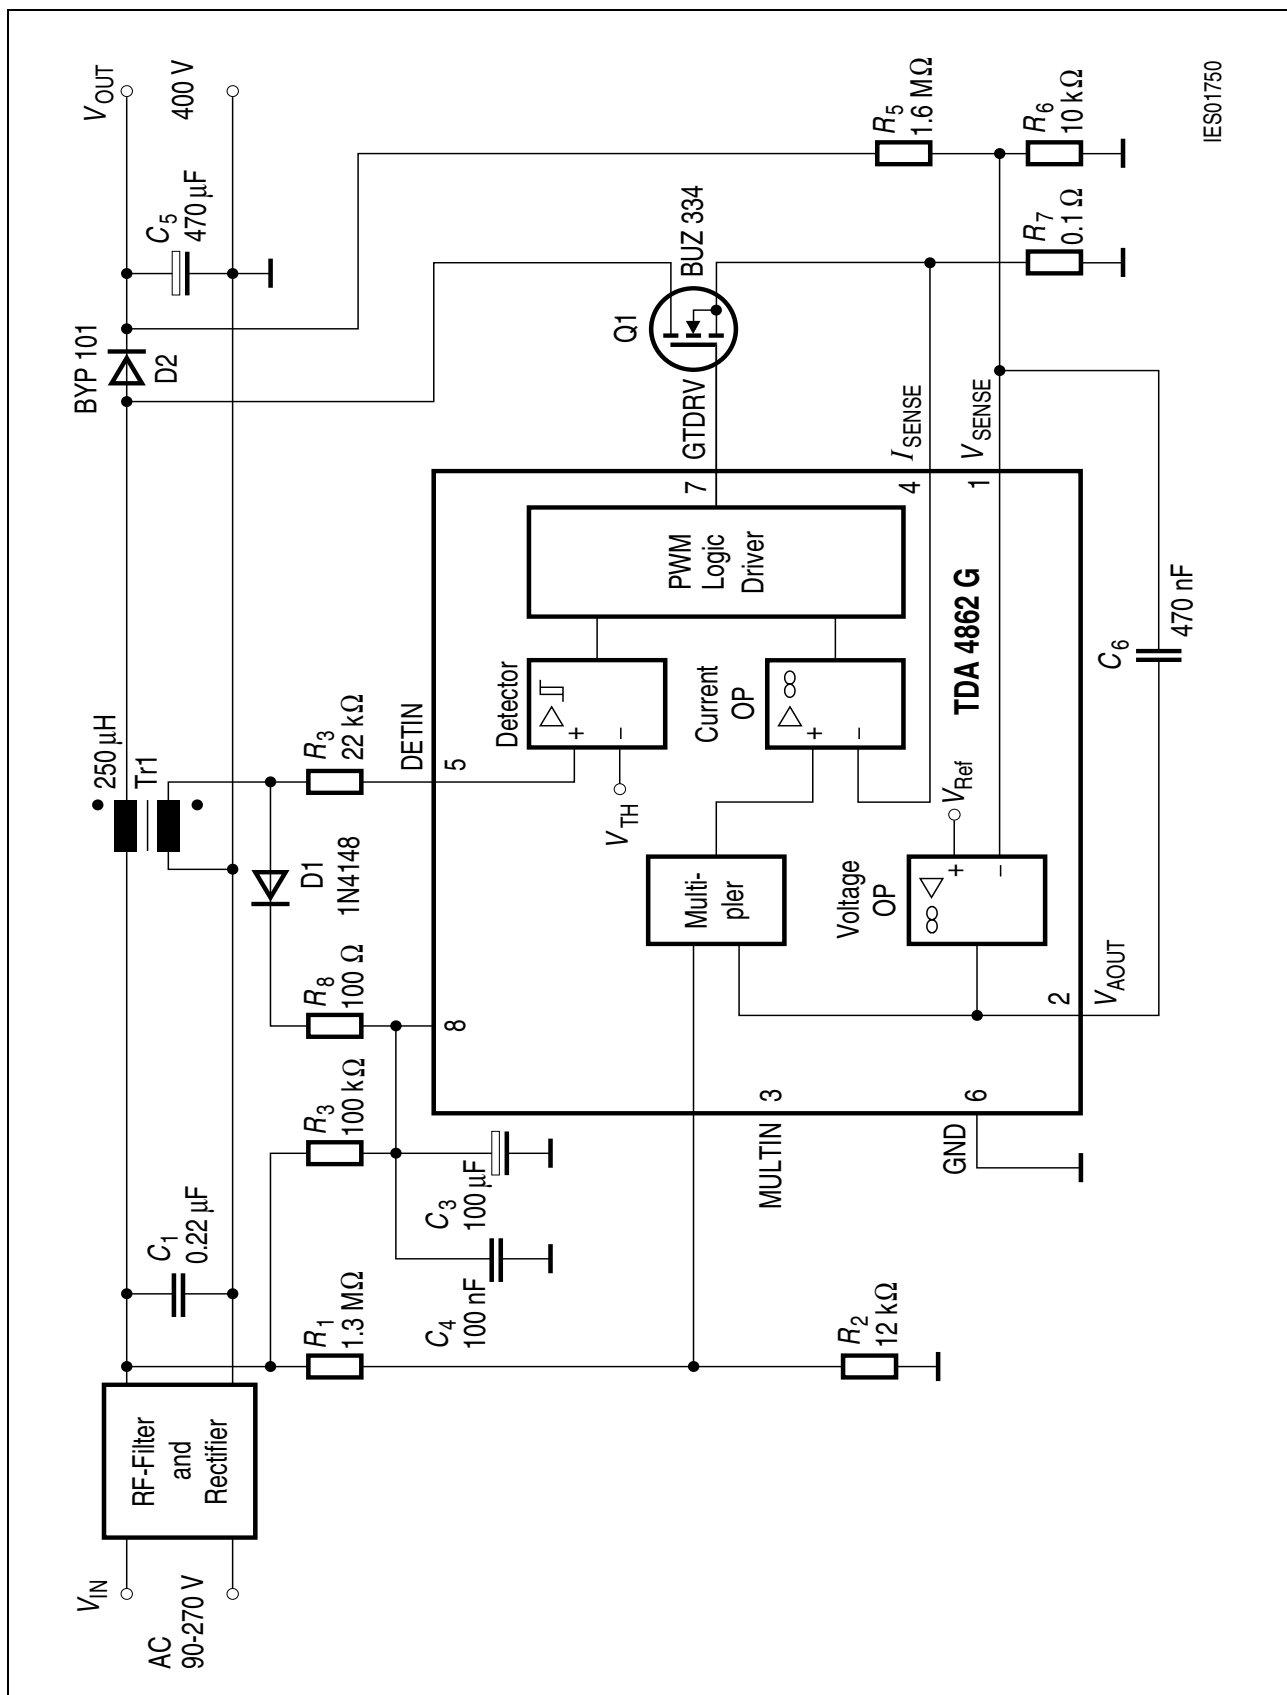 V_IN
AC
90-270 V
RF-Filter
and
Rectifier
C_1
0.22 µF
250 µH
Tr1
BYP 101
D2
C_5
470 µF
V_OUT
400 V
R_1
1.3 MΩ
R_3
100 kΩ
R_8
100 Ω
D1
1N4148
R_3
22 kΩ
C_4
100 nF
C_3
100 µF
8
DETIN
5
Detector
+
−
V_TH
PWM
Logic
Driver
7
GTDRV
Q1
BUZ 334
R_5
1.6 MΩ
Multi-
pler
Current
OP
∞
+
−
4
I_SENSE
MULTIN
3
Voltage
OP
∞
+
−
V_Ref
TDA 4862 G
1
V_SENSE
R_2
12 kΩ
GND
6
2
V_AOUT
C_6
470 nF
R_7
0.1 Ω
R_6
10 kΩ
IES01750